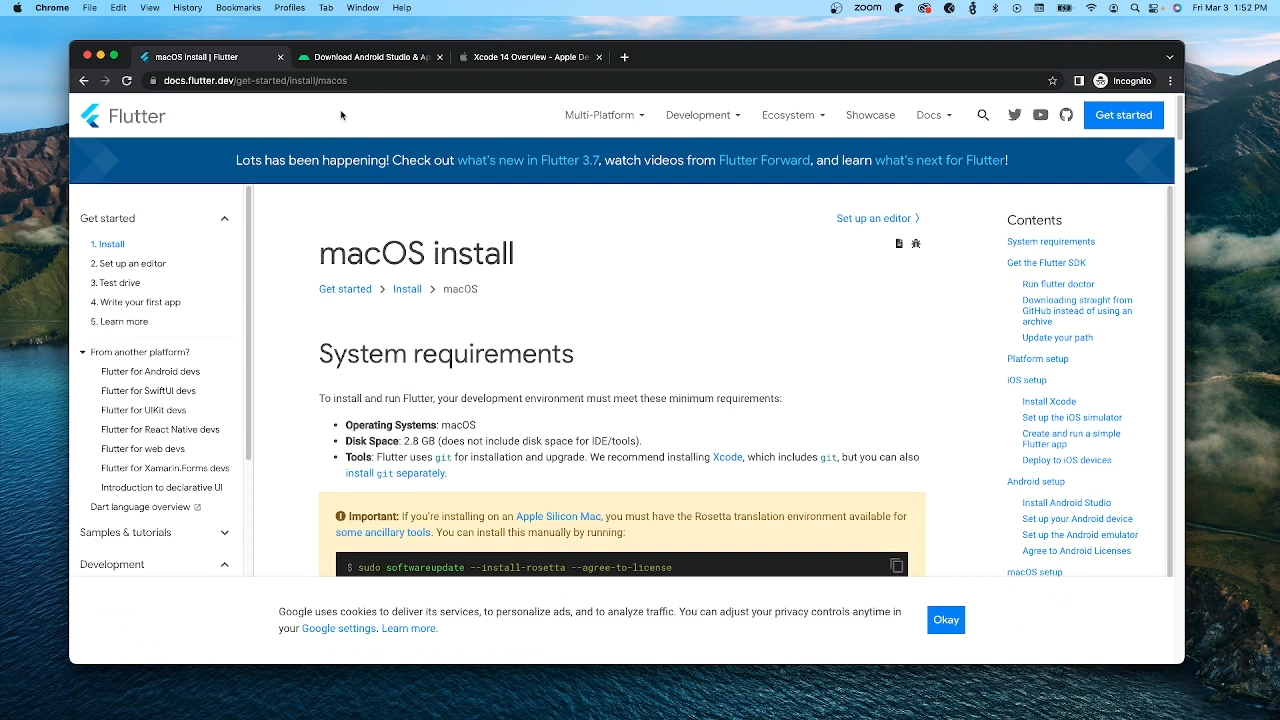 Chrome File Edit View History Bookmarks Profiles Tab Window Help zoom Fri Mar 3 1:52 PM
macOS install | Flutter Download Android Studio & Ap Xcode 14 Overview - Apple De
docs.flutter.dev/get-started/install/macos Incognito
Flutter Multi-Platform Development Ecosystem Showcase Docs Get started
Lots has been happening! Check out what's new in Flutter 3.7, watch videos from Flutter Forward, and learn what's next for Flutter!
Get started
1. Install
2. Set up an editor
3. Test drive
4. Write your first app
5. Learn more
From another platform?
Flutter for Android devs
Flutter for SwiftUI devs
Flutter for UIKit devs
Flutter for React Native devs
Flutter for web devs
Flutter for Xamarin.Forms devs
Introduction to declarative UI
Dart language overview
Samples & tutorials
Development
Set up an editor
macOS install
Get started Install macOS
System requirements
To install and run Flutter, your development environment must meet these minimum requirements:
• Operating Systems: macOS
• Disk Space: 2.8 GB (does not include disk space for IDE/tools).
• Tools: Flutter uses git for installation and upgrade. We recommend installing Xcode, which includes git, but you can also
install git separately.
Important: If you're installing on an Apple Silicon Mac, you must have the Rosetta translation environment available for
some ancillary tools. You can install this manually by running:
$ sudo softwareupdate --install-rosetta --agree-to-license
Contents
System requirements
Get the Flutter SDK
Run flutter doctor
Downloading straight from
GitHub instead of using an
archive
Update your path
Platform setup
iOS setup
Install Xcode
Set up the iOS simulator
Create and run a simple
Flutter app
Deploy to iOS devices
Android setup
Install Android Studio
Set up your Android device
Set up the Android emulator
Agree to Android Licenses
macOS setup
Google uses cookies to deliver its services, to personalize ads, and to analyze traffic. You can adjust your privacy controls anytime in
your Google settings. Learn more.
Okay